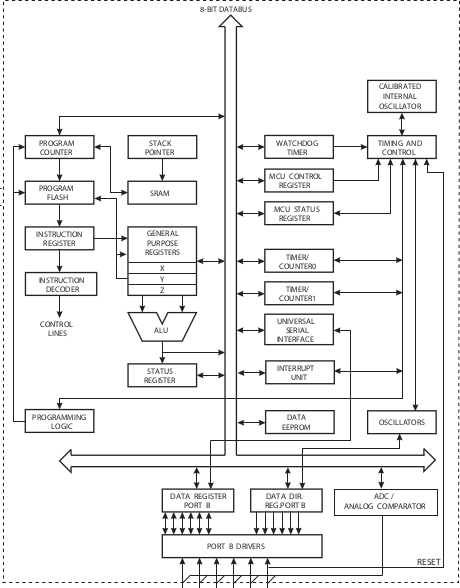 8-BIT DATABUS
CALIBRATED
INTERNAL
OSCILLATOR
PROGRAM
COUNTER
STACK
POINTER
WATCHDOG
TIMER
TIMING AND
CONTROL
PROGRAM
FLASH
SRAM
MCU CONTROL
REGISTER
MCU STATUS
REGISTER
INSTRUCTION
REGISTER
GENERAL
PURPOSE
REGISTERS
X
Y
Z
TIMER/
COUNTER0
INSTRUCTION
DECODER
TIMER/
COUNTER1
CONTROL
LINES
ALU
UNIVERSAL
SERIAL
INTERFACE
STATUS
REGISTER
INTERRUPT
UNIT
PROGRAMMING
LOGIC
DATA
EEPROM
OSCILLATORS
DATA REGISTER
PORT B
DATA DIR.
REG.PORT B
ADC /
ANALOG COMPARATOR
PORT B DRIVERS
RESET